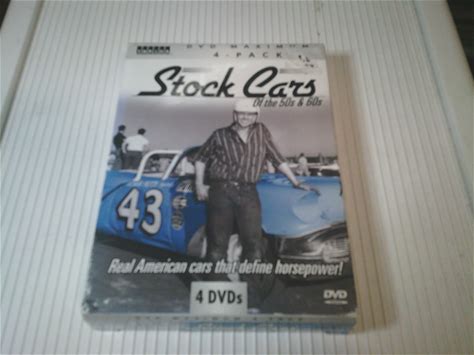 DVD MAXIMUM
4-PACK
Stock Cars
Of the 50s & 60s
43
Real American cars that define horsepower!
4 DVDs
DVD